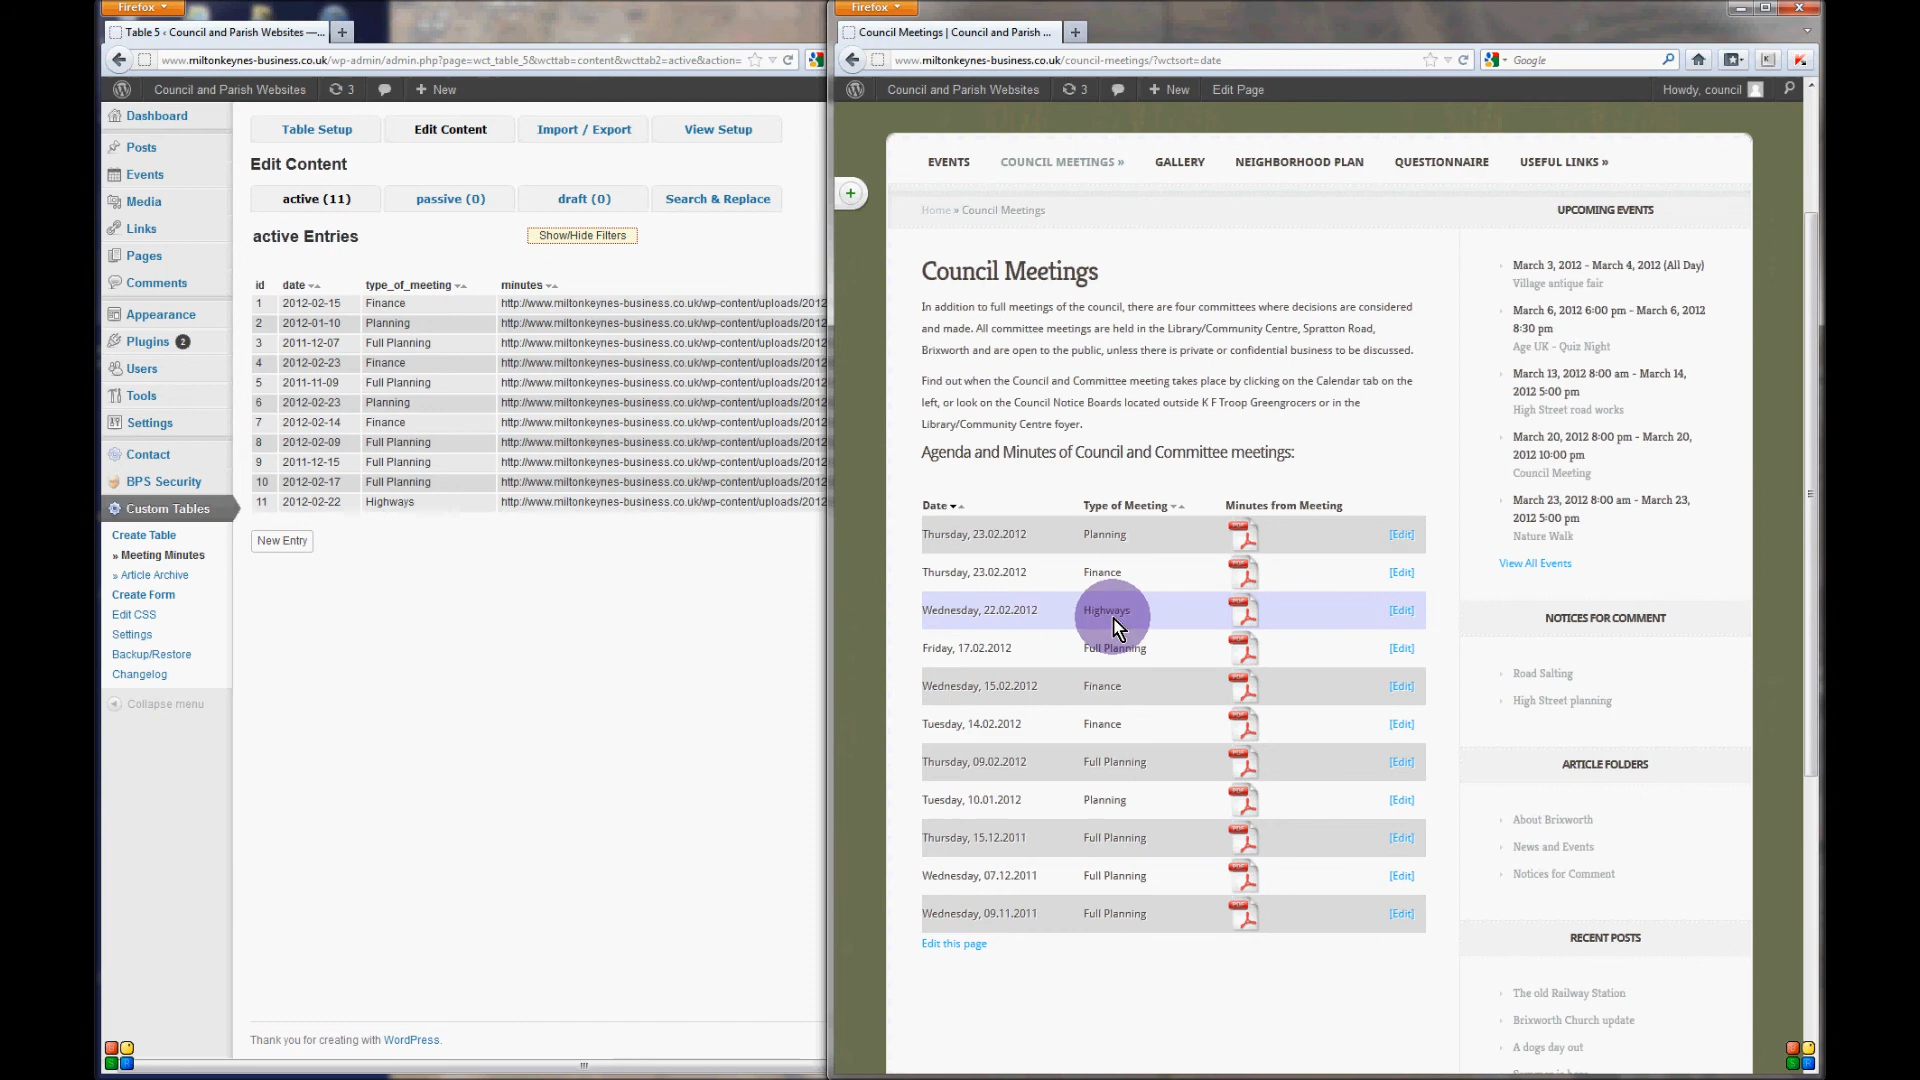 Firefox
Table 5 ‹ Council and Parish Websites —...
www.miltonkeynes-business.co.uk/wp-admin/admin.php?page=wct_table_5&wcttab=content&wcttab2=active&action=
Council and Parish Websites 3 New
Dashboard
Posts
Events
Media
Links
Pages
Comments
Appearance
Plugins 2
Users
Tools
Settings
Contact
BPS Security
Custom Tables
Create Table
» Meeting Minutes
» Article Archive
Create Form
Edit CSS
Settings
Backup/Restore
Changelog
Collapse menu
Table Setup Edit Content Import / Export View Setup
Edit Content
active (11) passive (0) draft (0) Search & Replace
active Entries Show/Hide Filters
id date type_of_meeting minutes
1 2012-02-15 Finance http://www.miltonkeynes-business.co.uk/wp-content/uploads/2012
2 2012-01-10 Planning http://www.miltonkeynes-business.co.uk/wp-content/uploads/2012
3 2011-12-07 Full Planning http://www.miltonkeynes-business.co.uk/wp-content/uploads/2012
4 2012-02-23 Finance http://www.miltonkeynes-business.co.uk/wp-content/uploads/2012
5 2011-11-09 Full Planning http://www.miltonkeynes-business.co.uk/wp-content/uploads/2012
6 2012-02-23 Planning http://www.miltonkeynes-business.co.uk/wp-content/uploads/2012
7 2012-02-14 Finance http://www.miltonkeynes-business.co.uk/wp-content/uploads/2012
8 2012-02-09 Full Planning http://www.miltonkeynes-business.co.uk/wp-content/uploads/2012
9 2011-12-15 Full Planning http://www.miltonkeynes-business.co.uk/wp-content/uploads/2012
10 2012-02-17 Full Planning http://www.miltonkeynes-business.co.uk/wp-content/uploads/2012
11 2012-02-22 Highways http://www.miltonkeynes-business.co.uk/wp-content/uploads/2012
New Entry
Thank you for creating with WordPress.
Firefox
Council Meetings | Council and Parish ...
www.miltonkeynes-business.co.uk/council-meetings/?wctsort=date Google
Council and Parish Websites 3 New Edit Page Howdy, council
EVENTS COUNCIL MEETINGS » GALLERY NEIGHBORHOOD PLAN QUESTIONNAIRE USEFUL LINKS »
Home » Council Meetings
Council Meetings
In addition to full meetings of the council, there are four committees where decisions are considered
and made. All committee meetings are held in the Library/Community Centre, Spratton Road,
Brixworth and are open to the public, unless there is private or confidential business to be discussed.
Find out when the Council and Committee meeting takes place by clicking on the Calendar tab on the
left, or look on the Council Notice Boards located outside K F Troop Greengrocers or in the
Library/Community Centre foyer.
Agenda and Minutes of Council and Committee meetings:
Date Type of Meeting Minutes from Meeting
Thursday, 23.02.2012 Planning PDF [Edit]
Thursday, 23.02.2012 Finance PDF [Edit]
Wednesday, 22.02.2012 Highways PDF [Edit]
Friday, 17.02.2012 Full Planning PDF [Edit]
Wednesday, 15.02.2012 Finance PDF [Edit]
Tuesday, 14.02.2012 Finance PDF [Edit]
Thursday, 09.02.2012 Full Planning PDF [Edit]
Tuesday, 10.01.2012 Planning PDF [Edit]
Thursday, 15.12.2011 Full Planning PDF [Edit]
Wednesday, 07.12.2011 Full Planning PDF [Edit]
Wednesday, 09.11.2011 Full Planning PDF [Edit]
Edit this page
UPCOMING EVENTS
March 3, 2012 - March 4, 2012 (All Day)
Village antique fair
March 6, 2012 6:00 pm - March 6, 2012
8:30 pm
Age UK - Quiz Night
March 13, 2012 8:00 am - March 14,
2012 5:00 pm
High Street road works
March 20, 2012 8:00 pm - March 20,
2012 10:00 pm
Council Meeting
March 23, 2012 8:00 am - March 23,
2012 5:00 pm
Nature Walk
View All Events
NOTICES FOR COMMENT
Road Salting
High Street planning
ARTICLE FOLDERS
About Brixworth
News and Events
Notices for Comment
RECENT POSTS
The old Railway Station
Brixworth Church update
A dogs day out